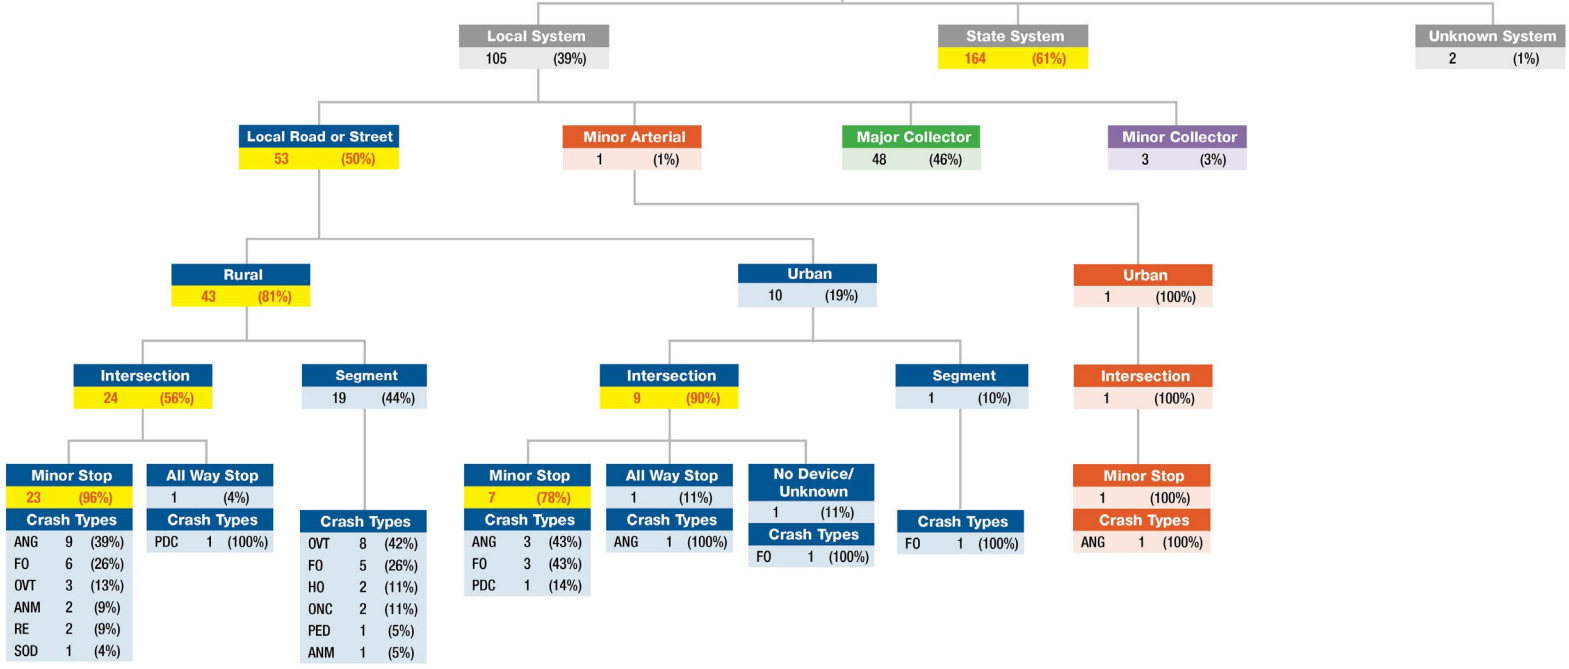 Local System
105 (39%)
State System
164 (61%)
Unknown System
2 (1%)
Local Road or Street
53 (50%)
Minor Arterial
1 (1%)
Major Collector
48 (46%)
Minor Collector
3 (3%)
Rural
43 (81%)
Urban
10 (19%)
Urban
1 (100%)
Intersection
24 (56%)
Segment
19 (44%)
Intersection
9 (90%)
Segment
1 (10%)
Intersection
1 (100%)
Minor Stop
23 (96%)
Crash Types
ANG 9 (39%)
FO 6 (26%)
OVT 3 (13%)
ANM 2 (9%)
RE 2 (9%)
SOD 1 (4%)
All Way Stop
1 (4%)
Crash Types
PDC 1 (100%)
Crash Types
OVT 8 (42%)
FO 5 (26%)
HO 2 (11%)
ONC 2 (11%)
PED 1 (5%)
ANM 1 (5%)
Minor Stop
7 (78%)
Crash Types
ANG 3 (43%)
FO 3 (43%)
PDC 1 (14%)
All Way Stop
1 (11%)
Crash Types
ANG 1 (100%)
No Device/
Unknown
1 (11%)
Crash Types
FO 1 (100%)
Crash Types
FO 1 (100%)
Minor Stop
1 (100%)
Crash Types
ANG 1 (100%)